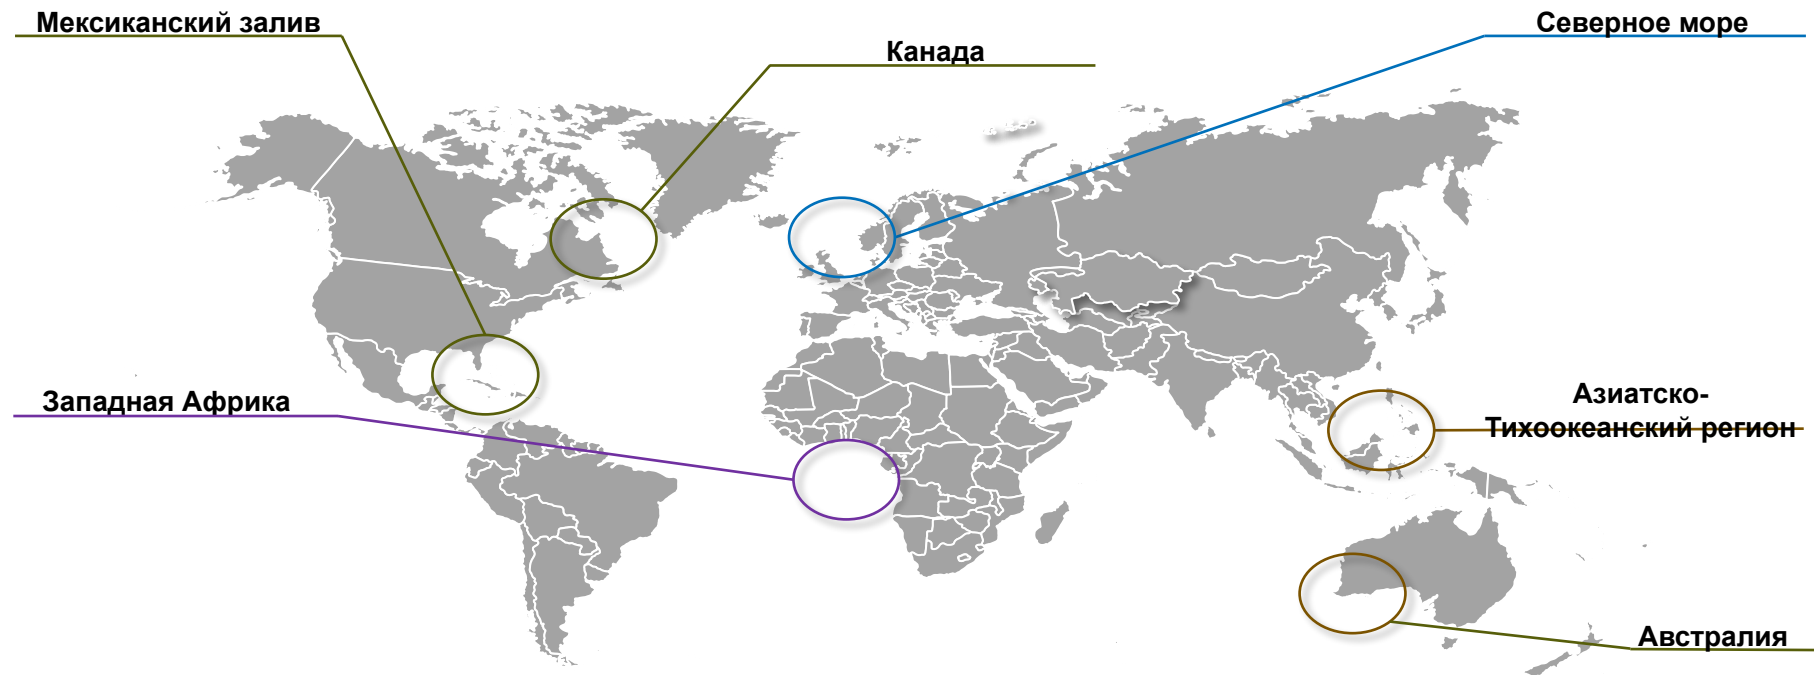 Мексиканский залив
Северное море
Канада
Западная Африка
Азиатско-
Тихоокеанский регион
Австралия